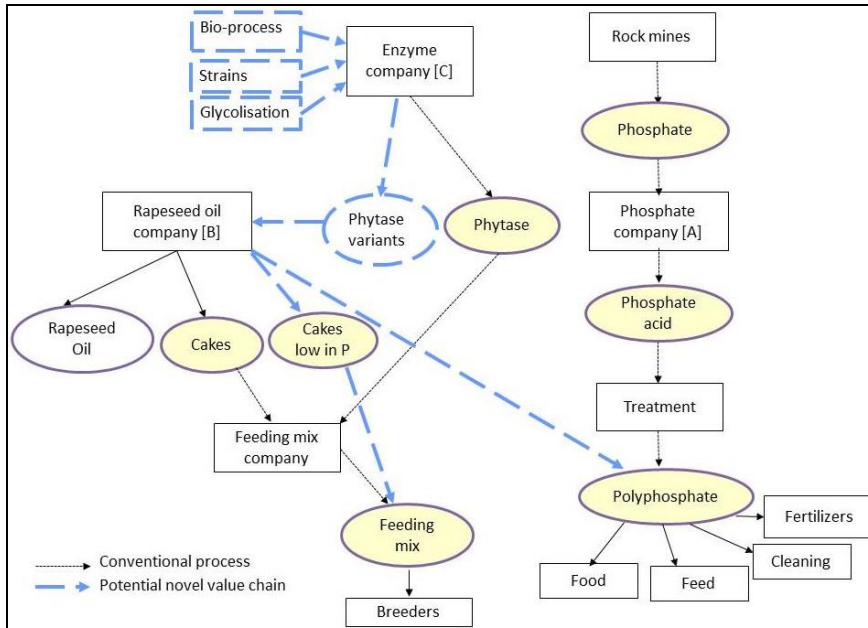 Bio-process
Strains
Glycolisation
Enzyme
company [C]
Rock mines
Phosphate
Rapeseed oil
company [B]
Phytase
variants
Phytase
Phosphate
company [A]
Rapeseed
Oil
Cakes
Cakes
low in P
Phosphate
acid
Feeding mix
company
Treatment
Feeding
mix
Polyphosphate
Fertilizers
Cleaning
Food
Feed
Breeders
Conventional process
Potential novel value chain